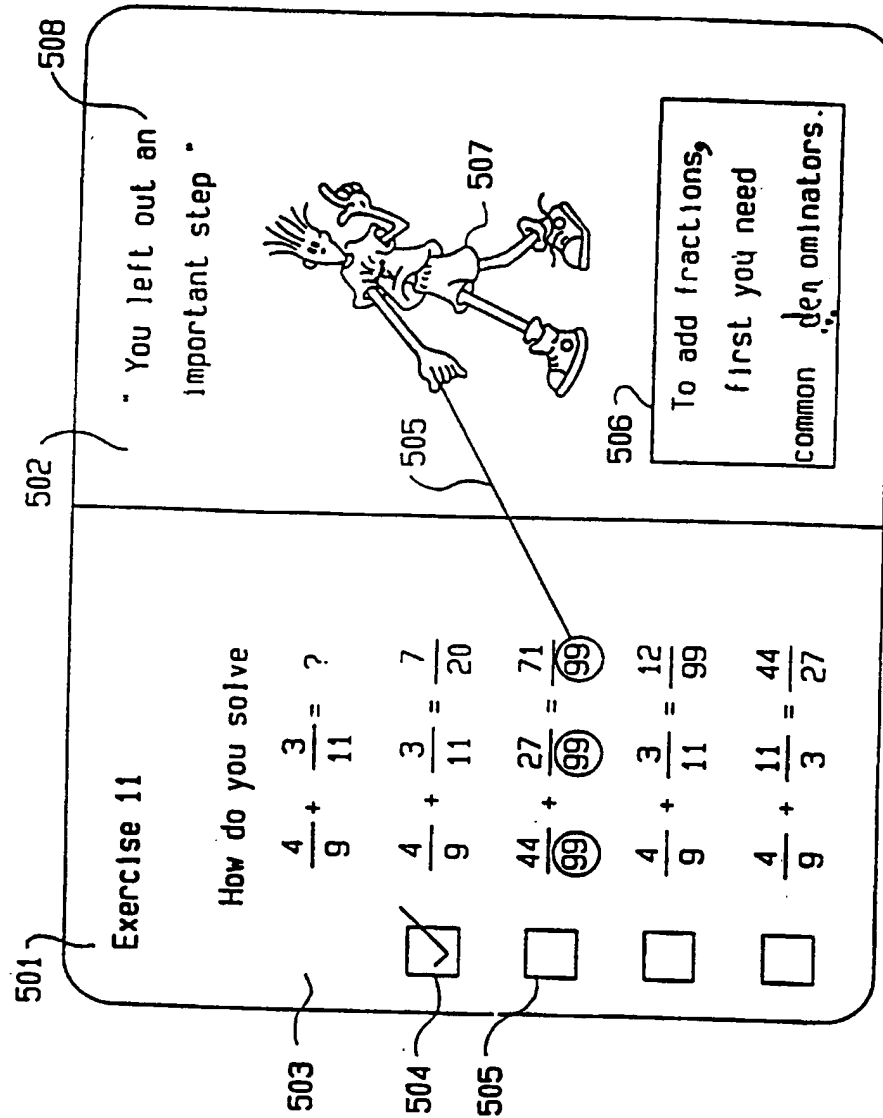 501
502
508
Exercise 11
" You left out an
important step "
503
How do you solve
4/9 + 3/11 = ?
504
4/9 + 3/11 = 7/20
505
44/99 + 27/99 = 71/99
4/9 + 3/11 = 12/99
4/9 + 11/3 = 44/27
505
507
506
To add fractions,
first you need
common denominators.